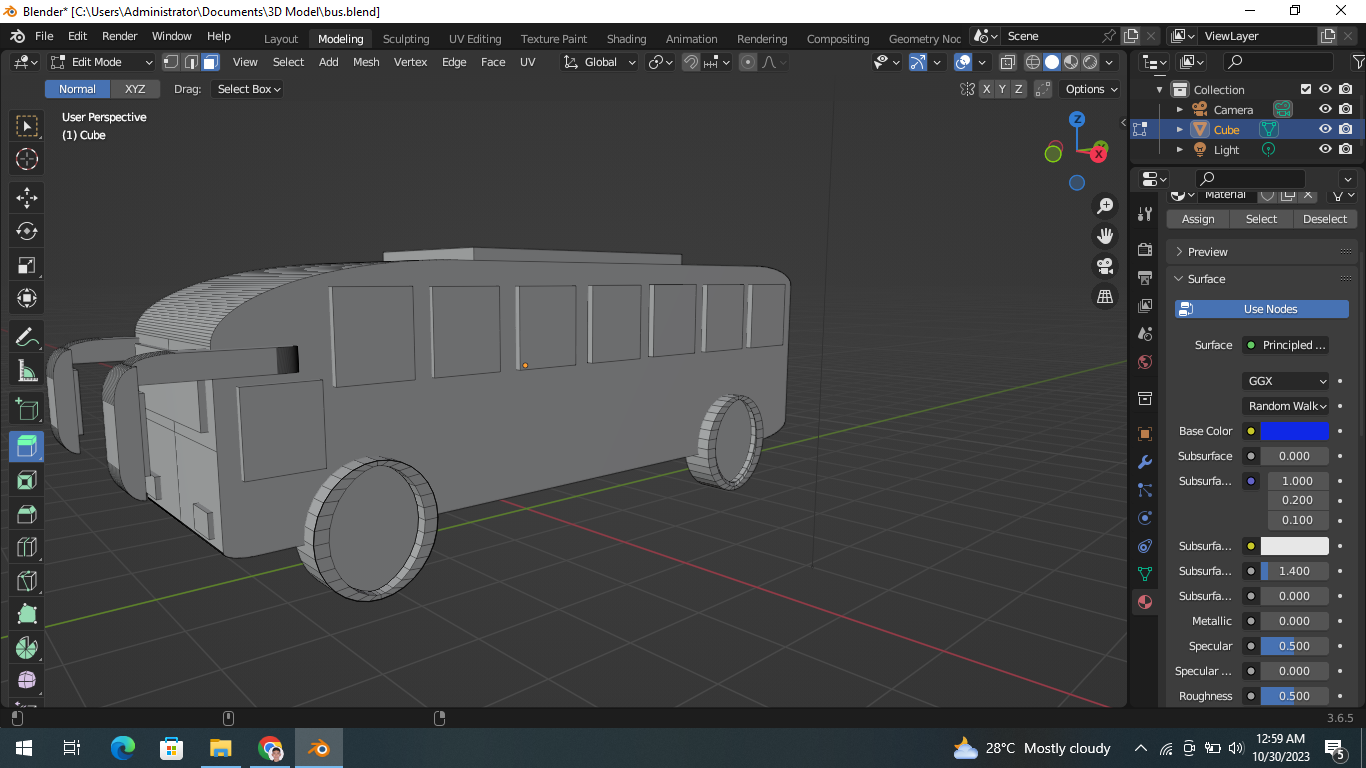 Blender* [C:\Users\Administrator\Documents\3D Model\bus.blend]
File Edit Render Window Help Layout Modeling Sculpting UV Editing Texture Paint Shading Animation Rendering Compositing Geometry Noc Scene ViewLayer
Edit Mode View Select Add Mesh Vertex Edge Face UV Global
Normal XYZ Drag: Select Box X Y Z Options
User Perspective
(1) Cube
Z
X
Collection
Camera
Cube
Light
Material
Assign Select Deselect
Preview
Surface
Use Nodes
Surface Principled ...
GGX
Random Walk
Base Color
Subsurface 0.000
Subsurfa... 1.000
0.200
0.100
Subsurfa...
Subsurfa... 1.400
Subsurfa... 0.000
Metallic 0.000
Specular 0.500
Specular ... 0.000
Roughness 0.500
3.6.5
28°C Mostly cloudy
12:59 AM
10/30/2023
5